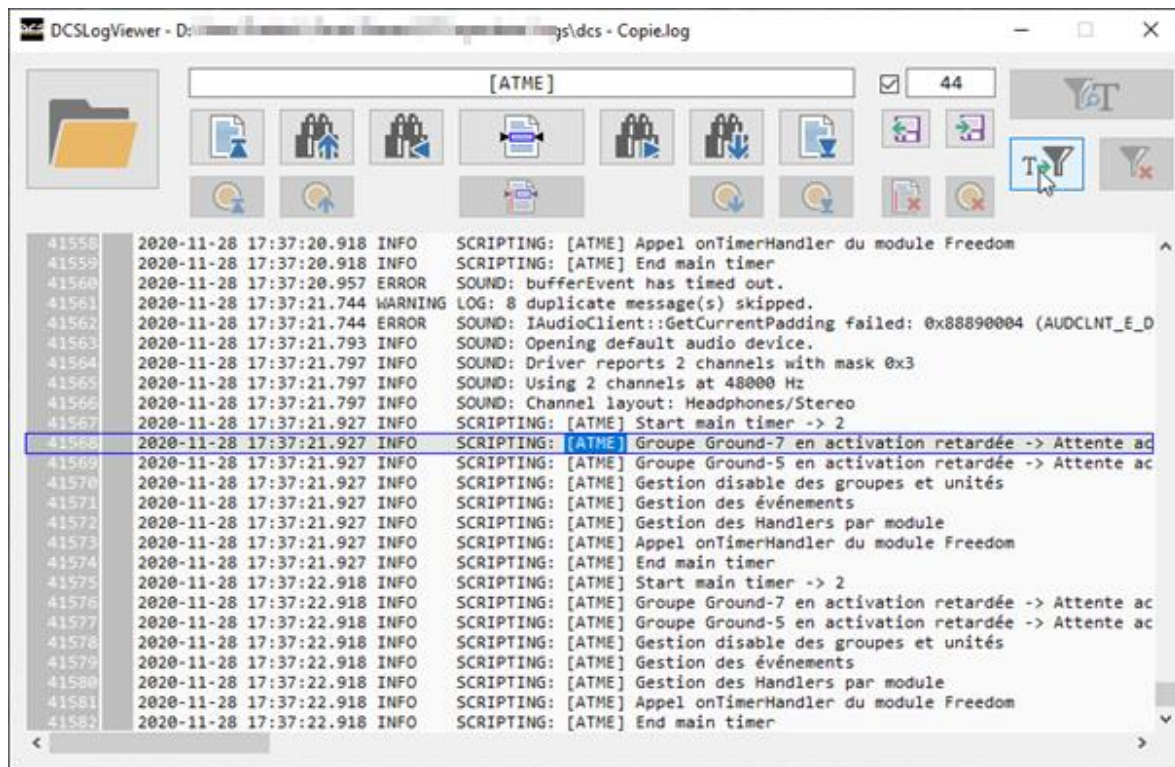 DCS DCSLogViewer - D: gs\dcs - Copie.log
[ATME]
44
T
T
41558 2020-11-28 17:37:20.918 INFO SCRIPTING: [ATME] Appel onTimerHandler du module Freedom
41559 2020-11-28 17:37:20.918 INFO SCRIPTING: [ATME] End main timer
41560 2020-11-28 17:37:20.957 ERROR SOUND: bufferEvent has timed out.
41561 2020-11-28 17:37:21.744 WARNING LOG: 8 duplicate message(s) skipped.
41562 2020-11-28 17:37:21.744 ERROR SOUND: IAudioClient::GetCurrentPadding failed: 0x88890004 (AUDCLNT_E_D
41563 2020-11-28 17:37:21.793 INFO SOUND: Opening default audio device.
41564 2020-11-28 17:37:21.797 INFO SOUND: Driver reports 2 channels with mask 0x3
41565 2020-11-28 17:37:21.797 INFO SOUND: Using 2 channels at 48000 Hz
41566 2020-11-28 17:37:21.797 INFO SOUND: Channel layout: Headphones/Stereo
41567 2020-11-28 17:37:21.927 INFO SCRIPTING: [ATME] Start main timer -> 2
41568 2020-11-28 17:37:21.927 INFO SCRIPTING: [ATME] Groupe Ground-7 en activation retardée -> Attente ac
41569 2020-11-28 17:37:21.927 INFO SCRIPTING: [ATME] Groupe Ground-5 en activation retardée -> Attente ac
41570 2020-11-28 17:37:21.927 INFO SCRIPTING: [ATME] Gestion disable des groupes et unités
41571 2020-11-28 17:37:21.927 INFO SCRIPTING: [ATME] Gestion des événements
41572 2020-11-28 17:37:21.927 INFO SCRIPTING: [ATME] Gestion des Handlers par module
41573 2020-11-28 17:37:21.927 INFO SCRIPTING: [ATME] Appel onTimerHandler du module Freedom
41574 2020-11-28 17:37:21.927 INFO SCRIPTING: [ATME] End main timer
41575 2020-11-28 17:37:22.918 INFO SCRIPTING: [ATME] Start main timer -> 2
41576 2020-11-28 17:37:22.918 INFO SCRIPTING: [ATME] Groupe Ground-7 en activation retardée -> Attente ac
41577 2020-11-28 17:37:22.918 INFO SCRIPTING: [ATME] Groupe Ground-5 en activation retardée -> Attente ac
41578 2020-11-28 17:37:22.918 INFO SCRIPTING: [ATME] Gestion disable des groupes et unités
41579 2020-11-28 17:37:22.918 INFO SCRIPTING: [ATME] Gestion des événements
41580 2020-11-28 17:37:22.918 INFO SCRIPTING: [ATME] Gestion des Handlers par module
41581 2020-11-28 17:37:22.918 INFO SCRIPTING: [ATME] Appel onTimerHandler du module Freedom
41582 2020-11-28 17:37:22.918 INFO SCRIPTING: [ATME] End main timer